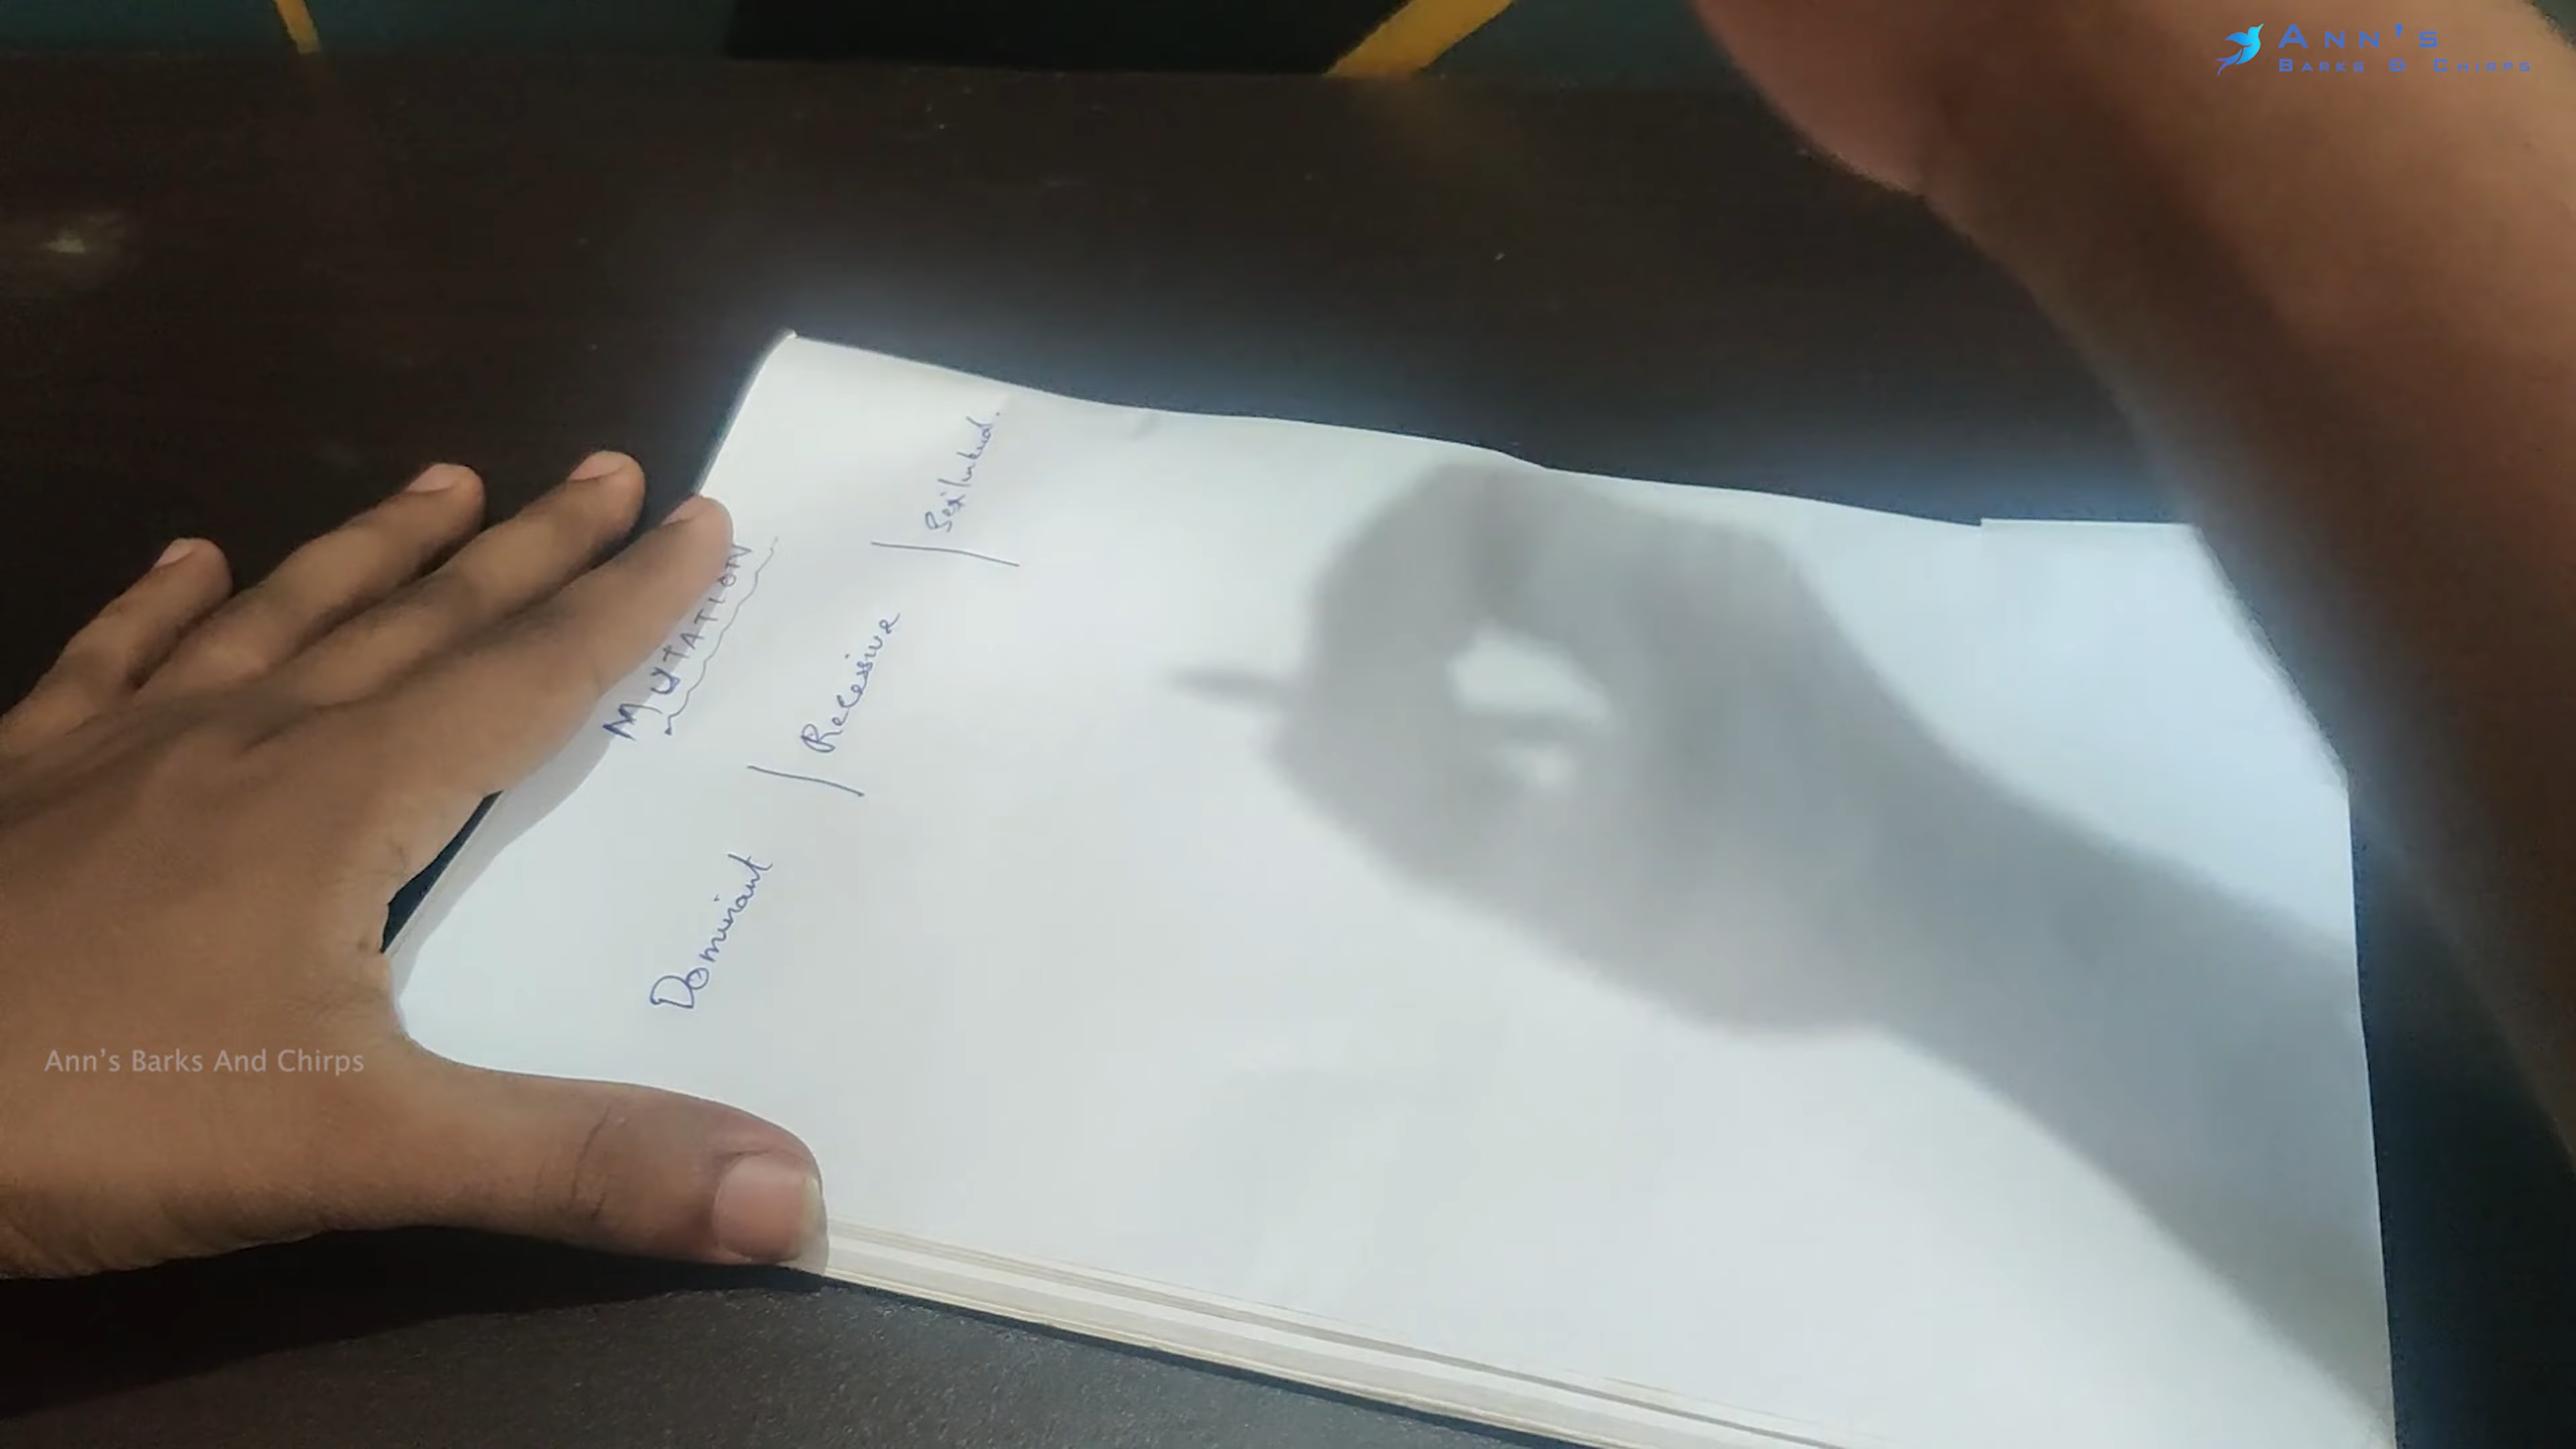 ANN'S
BARKS & CHIRPS
MUTATION
Dominant | Recessive | Sexlinked.
Ann's Barks And Chirps